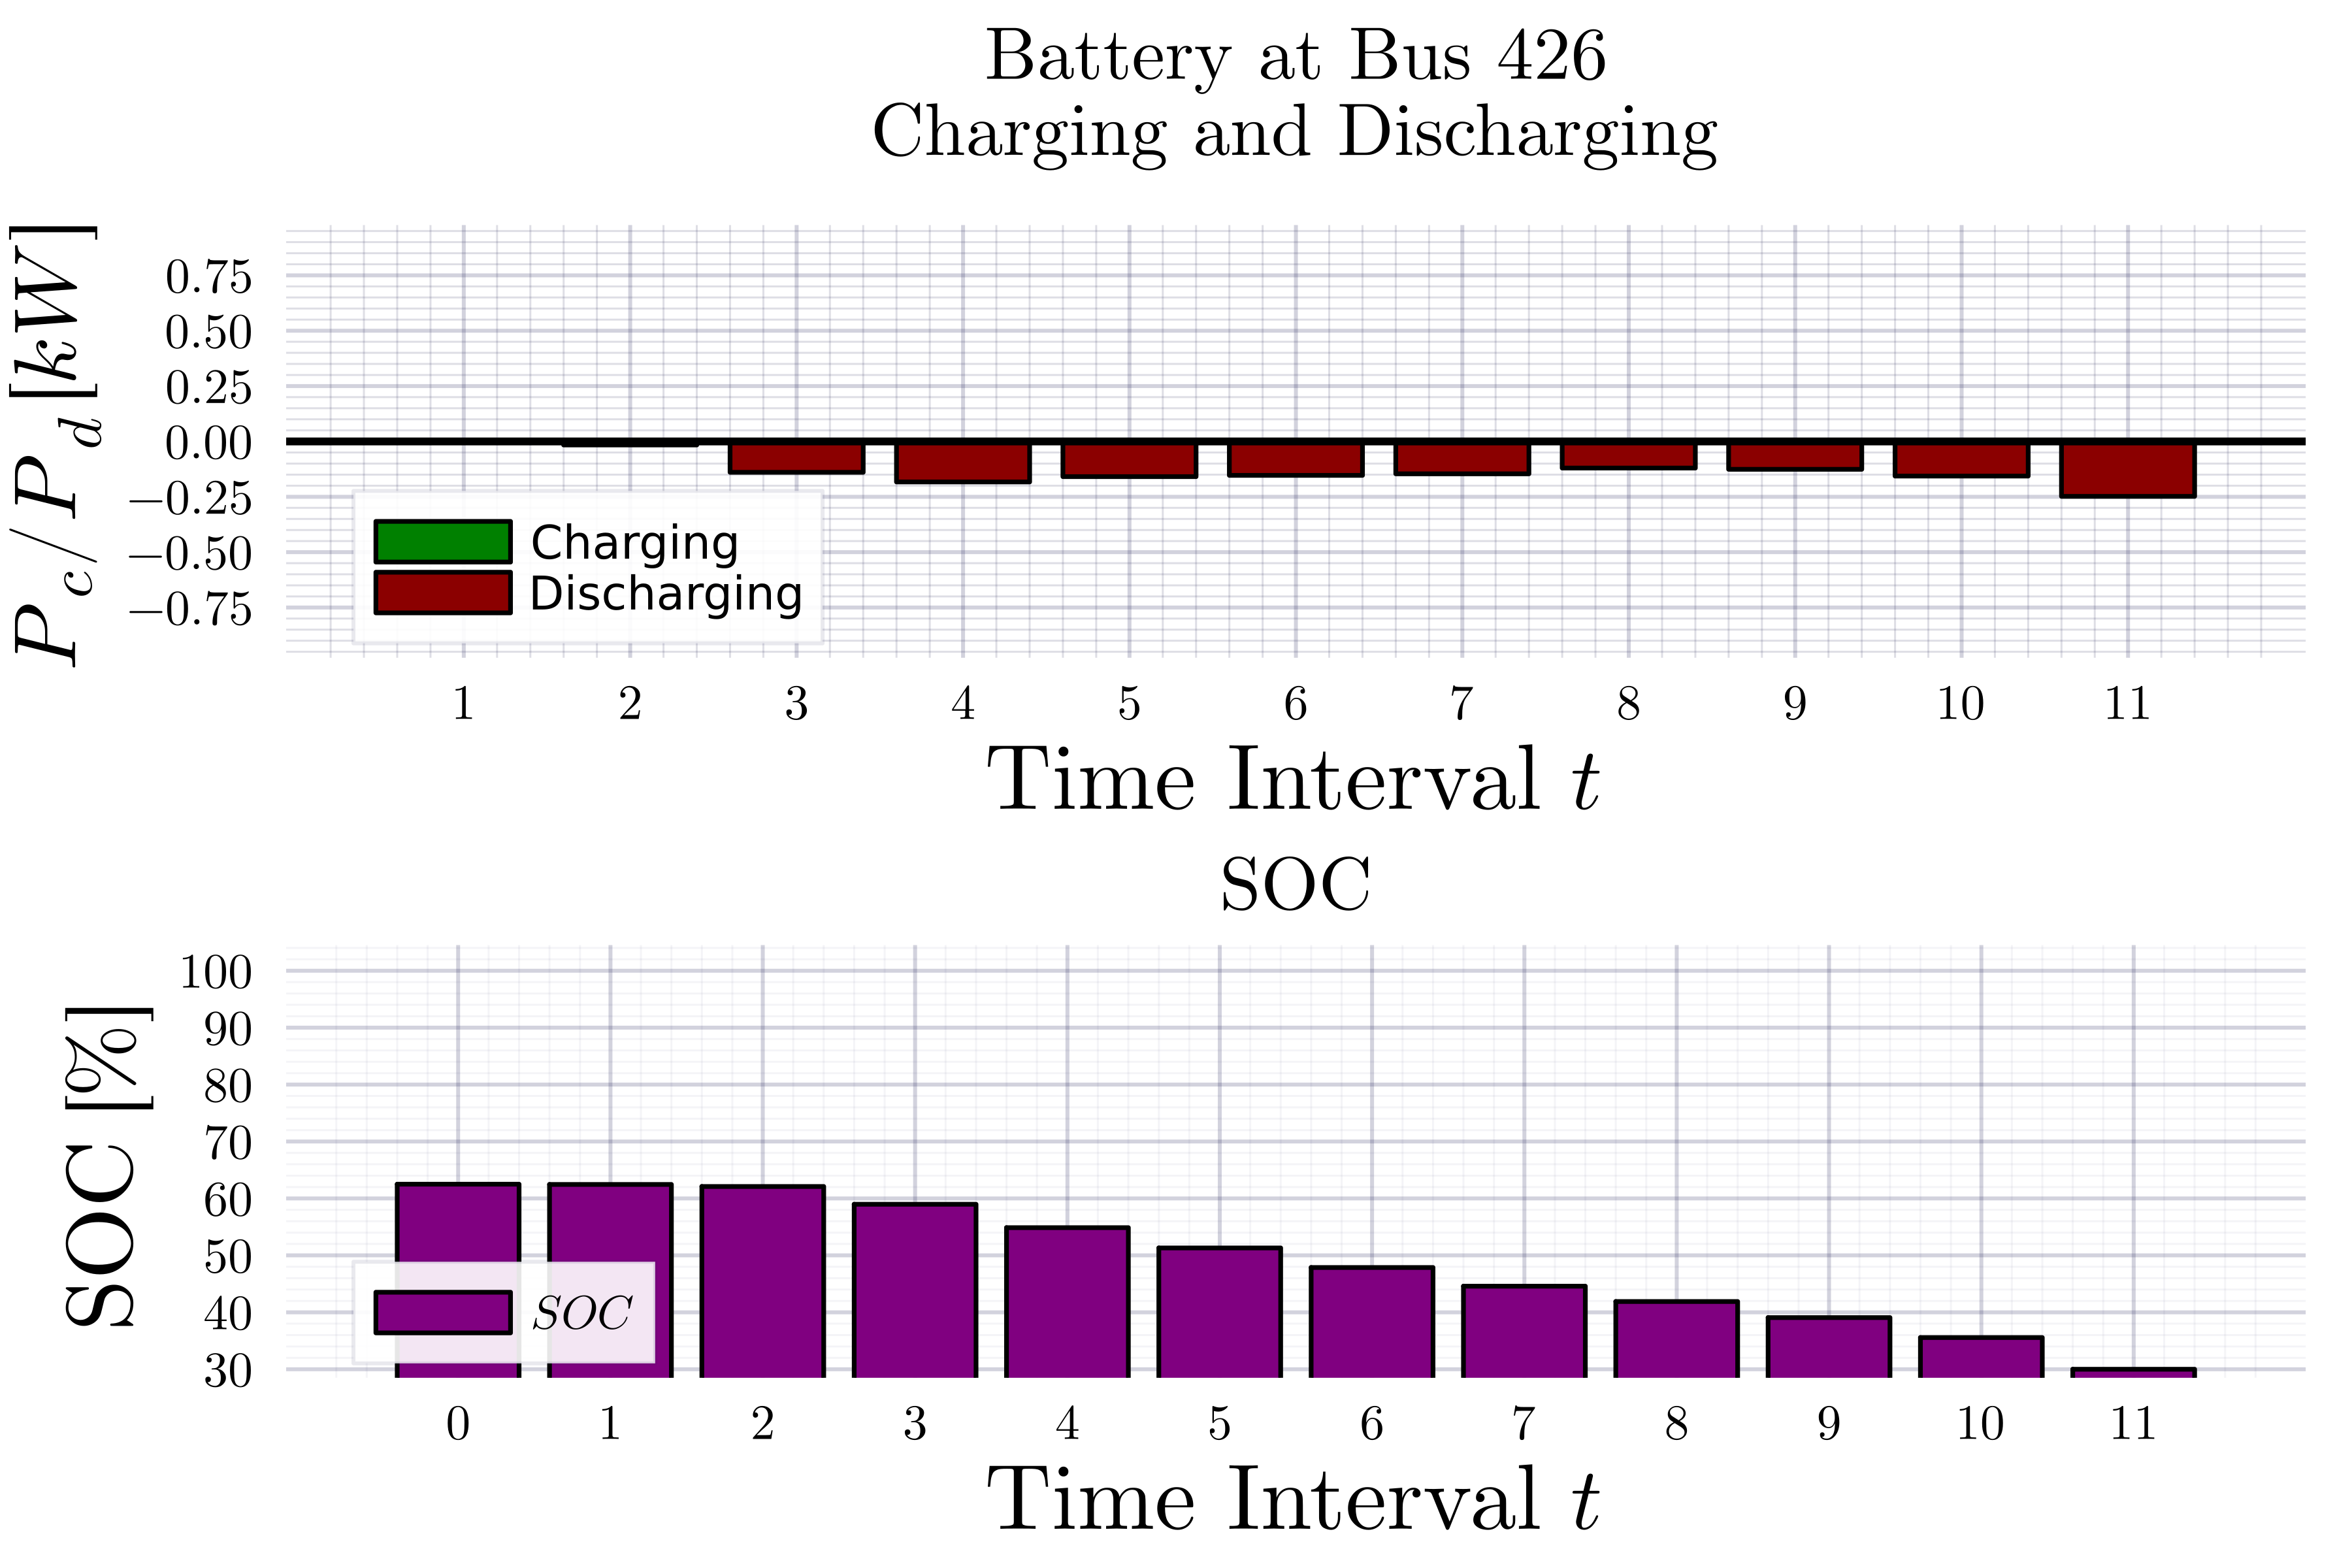 Battery at Bus 426
Charging and Discharging
P_c/P_d [kW]
0.75
0.50
0.25
0.00
−0.25
−0.50
−0.75
Charging
Discharging
1 2 3 4 5 6 7 8 9 10 11
Time Interval t
SOC
SOC [%]
100
90
80
70
60
50
40
30
SOC
0 1 2 3 4 5 6 7 8 9 10 11
Time Interval t